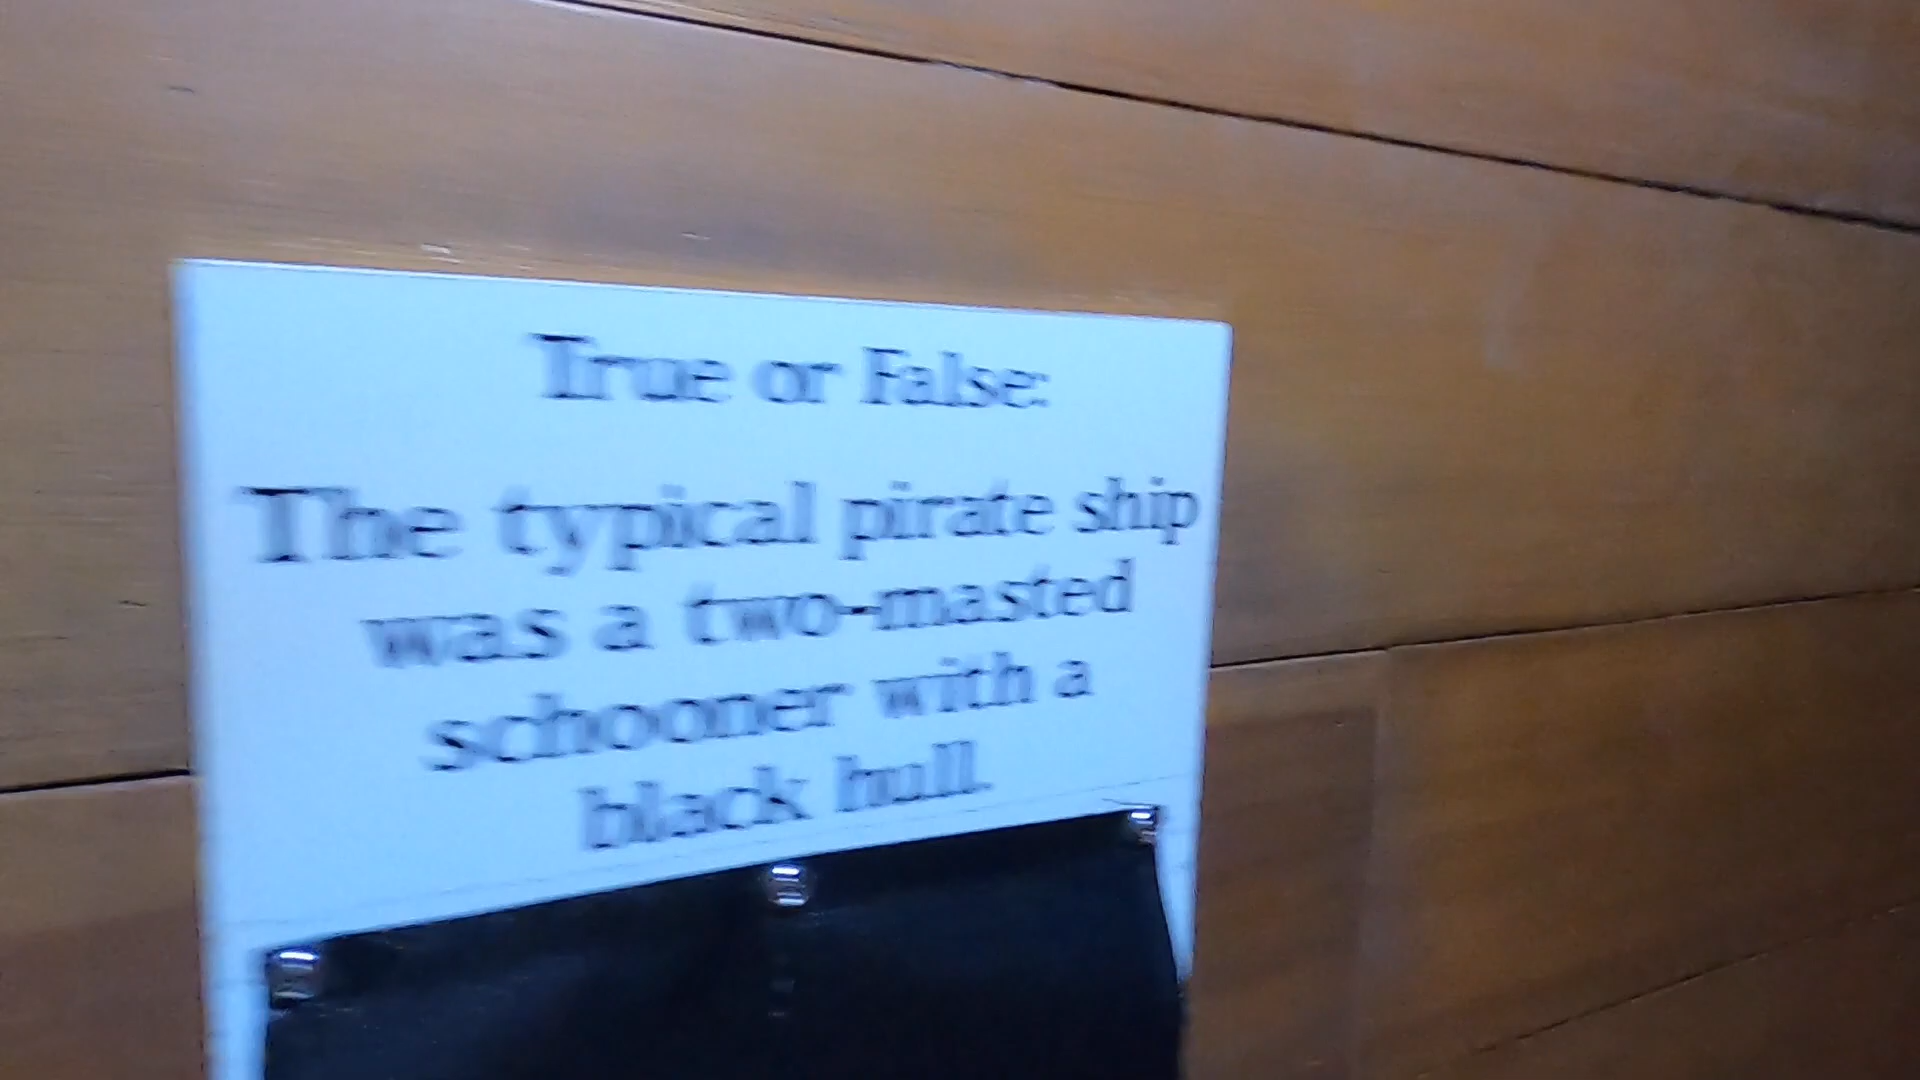 True or False:
The typical pirate ship
was a two-masted
schooner with a
black hull.